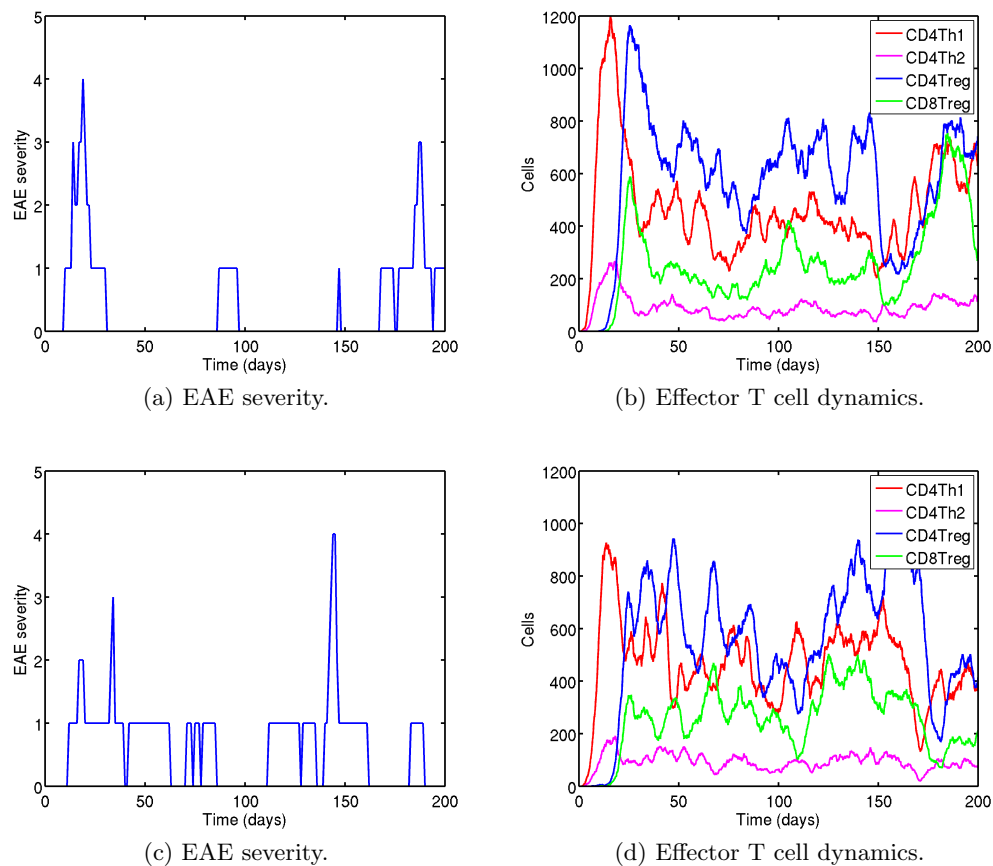 5
4
3
2
1
0
EAE severity
0
50
100
150
200
Time (days)
(a) EAE severity.
1200
1000
800
600
400
200
0
Cells
CD4Th1
CD4Th2
CD4Treg
CD8Treg
0
50
100
150
200
Time (days)
(b) Effector T cell dynamics.
5
4
3
2
1
0
EAE severity
0
50
100
150
200
Time (days)
(c) EAE severity.
1200
1000
800
600
400
200
0
Cells
CD4Th1
CD4Th2
CD4Treg
CD8Treg
0
50
100
150
200
Time (days)
(d) Effector T cell dynamics.